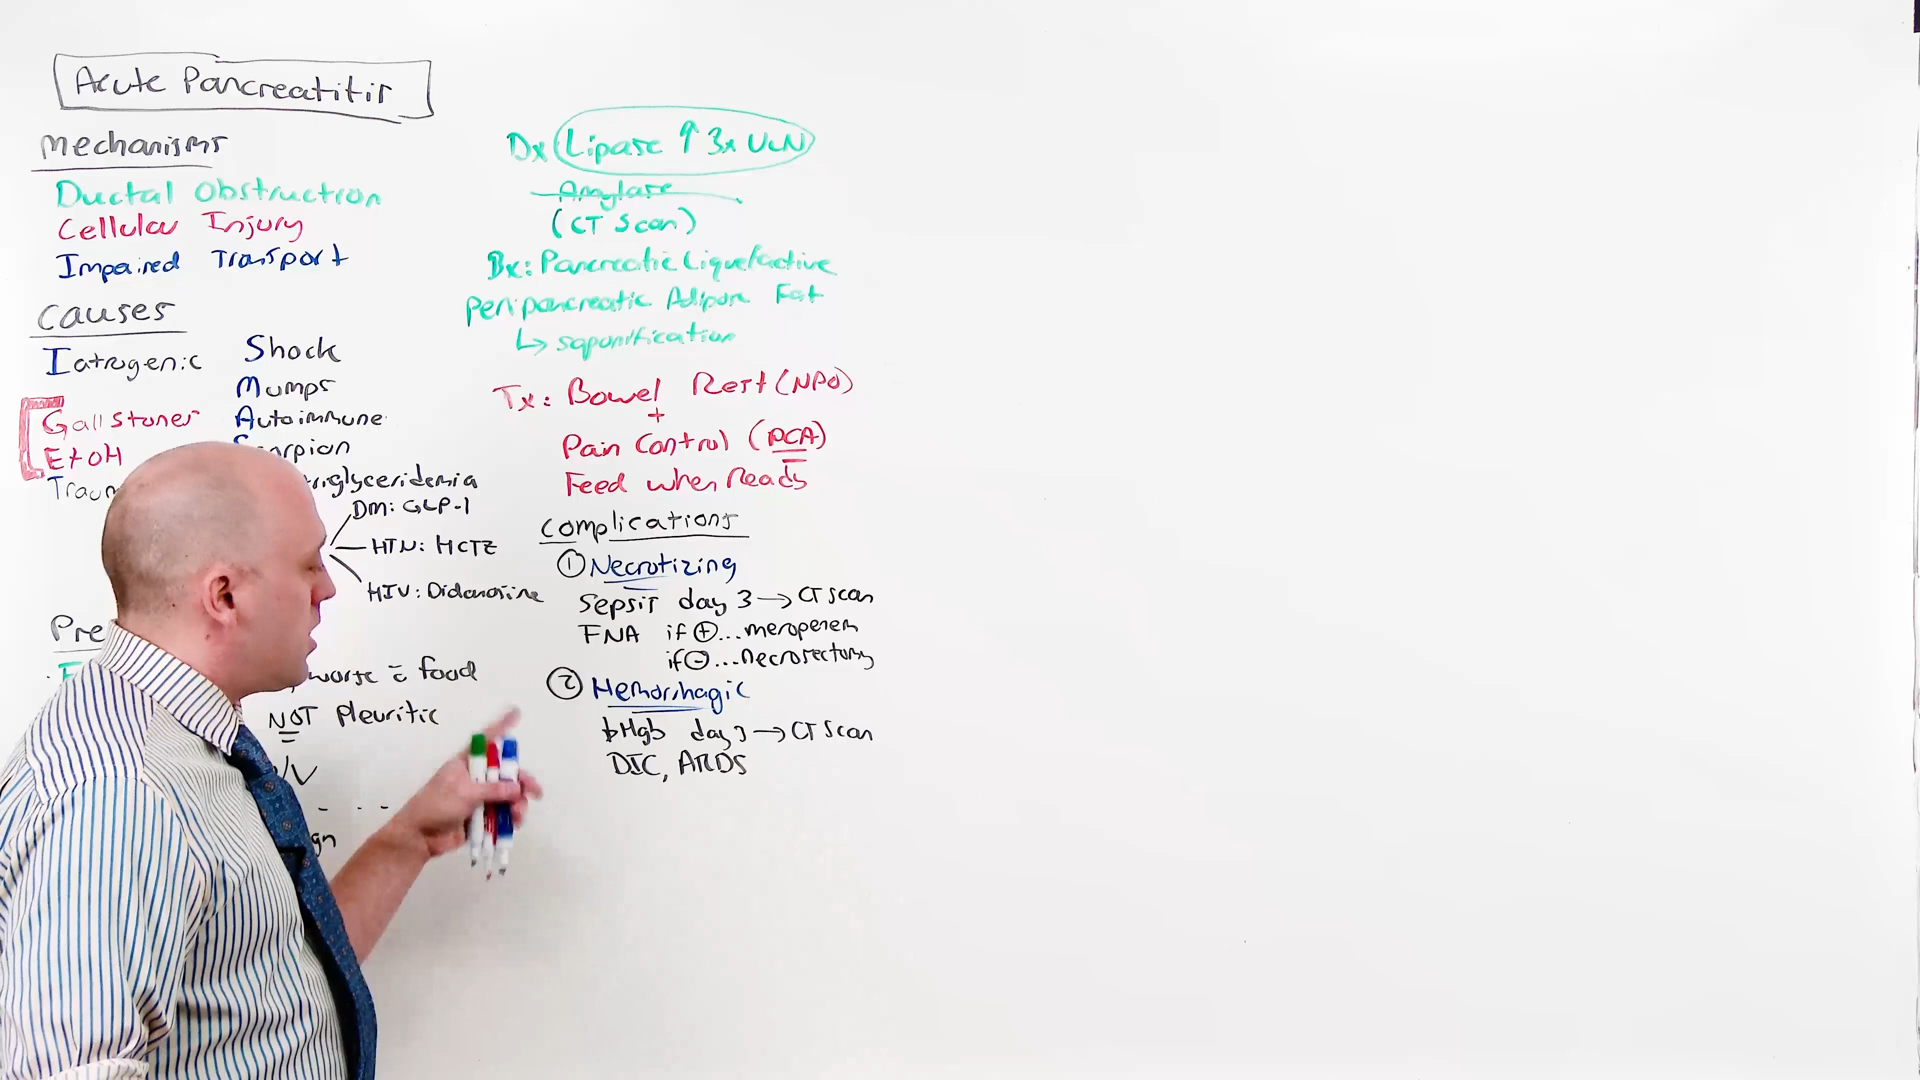 Acute Pancreatitis
Mechanisms
Ductal Obstruction
Cellular Injury
Impaired Transport
Causes
Iatrogenic
Gallstones
EtOH
Shock
Mumps
Autoimmune
DM: GLP-1
HTN: HCTZ
HIV: Didanosine
worse c̄ food
NOT Pleuritic
Dx Lipase ↑ 3x ULN
Amylase
(CT Scan)
Bx: Pancreatic Liquefactive
Peripancreatic Adipose Fat
↳ saponification
Tx: Bowel Rest (NPO)
+
Pain Control (PCA)
Feed when Ready
Complications
① Necrotizing
Sepsis day 3 → CT scan
FNA if ⊕...meropenem
if ⊖...necrosectomy
② Hemorrhagic
↓Hgb day 3 → CT Scan
DIC, ARDS